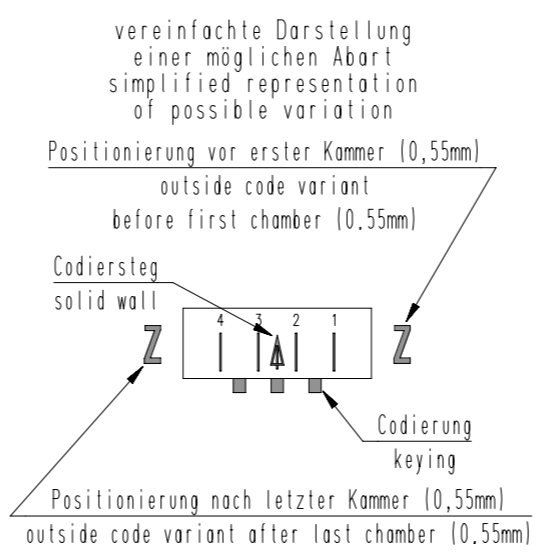 vereinfachte Darstellung
einer möglichen Abart
simplified representation
of possible variation
Positionierung vor erster Kammer (0,55mm)
outside code variant
before first chamber (0.55mm)
Codiersteg
solid wall
4 3 2 1
Z Z
Codierung
keying
Positionierung nach letzter Kammer (0,55mm)
outside code variant after last chamber (0.55mm)